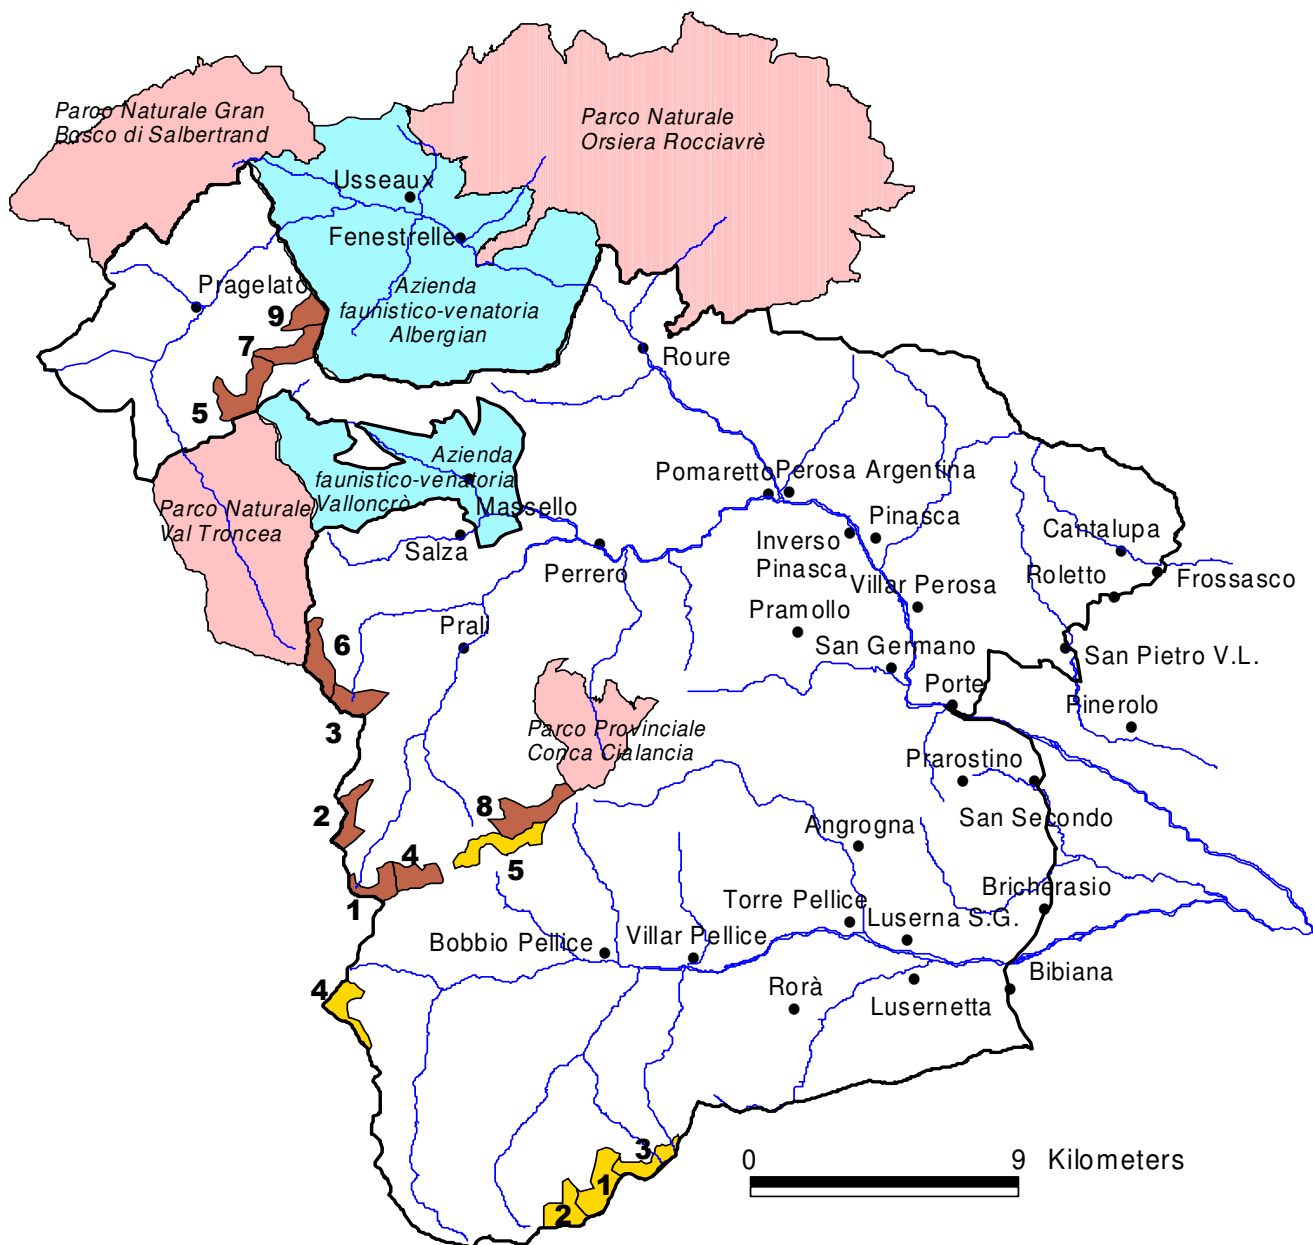 Parco Naturale Gran
Bosco di Salbertrand
Parco Naturale
Orsiera Rocciavrè
Usseaux
Fenestrelle
Azienda
faunistico-venatoria
Albergian
Pragelato
9
7
5
Roure
Azienda
faunistico-venatoria
Valloncrò
Massello
Parco Naturale
Val Troncea
Salza
Perrero
Pomaretto
Perosa Argentina
Pinasca
Inverso
Pinasca
Cantalupa
Frossasco
Roletto
Villar Perosa
Pramollo
San Germano
San Pietro V.L.
Porte
Pinerolo
Prali
6
3
Parco Provinciale
Conca Cialancia
Prarostino
San Secondo
2
8
5
4
1
Angrogna
Bricherasio
Torre Pellice
Luserna S.G.
Bobbio Pellice
Villar Pellice
Bibiana
Rorà
Lusernetta
4
3
1
2
0
9 Kilometers